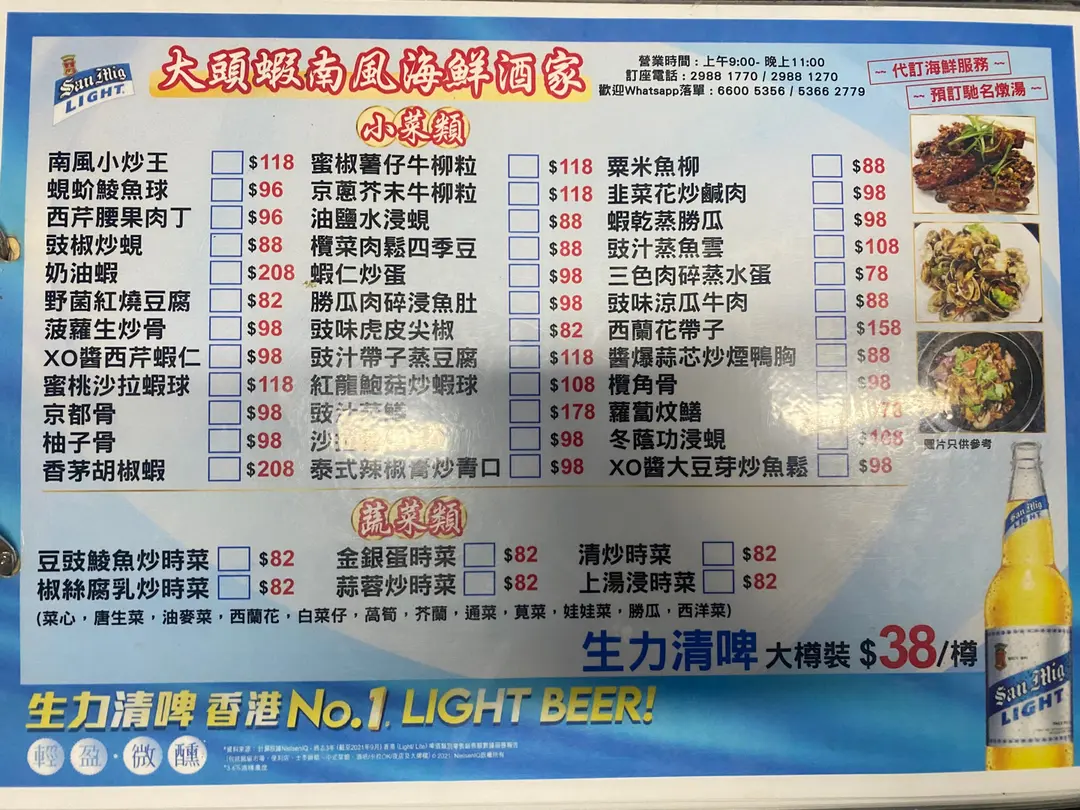 San Mig
LIGHT
大頭蝦南風海鮮酒家
營業時間：上午9:00- 晚上11:00
訂座電話：2988 1770 / 2988 1270
歡迎Whatsapp落單：6600 5356 / 5366 2779
~~ 代訂海鮮服務 ~~
~~ 預訂馳名燉湯 ~~
小菜類
南風小炒王 $118 蜜椒薯仔牛柳粒 $118 粟米魚柳 $88
蜆蚧鯪魚球 $96 京蔥芥末牛柳粒 $118 韭菜花炒鹹肉 $98
西芹腰果肉丁 $96 油鹽水浸蜆 $88 蝦乾蒸勝瓜 $98
豉椒炒蜆 $88 欖菜肉鬆四季豆 $88 豉汁蒸魚雲 $108
奶油蝦 $208 蝦仁炒蛋 $98 三色肉碎蒸水蛋 $78
野菌紅燒豆腐 $82 勝瓜肉碎浸魚肚 $98 豉味涼瓜牛肉 $88
菠蘿生炒骨 $98 豉味虎皮尖椒 $82 西蘭花帶子 $158
XO醬西芹蝦仁 $98 豉汁帶子蒸豆腐 $118 醬爆蒜芯炒煙鴨胸 $88
蜜桃沙拉蝦球 $118 紅龍鮑菇炒蝦球 $108 欖角骨 $98
京都骨 $98 豉汁蒸鱔 $178 蘿蔔炆鱔
柚子骨 $98 沙 $98 冬蔭功浸蜆
香茅胡椒蝦 $208 泰式辣椒膏炒青口 $98 XO醬大豆芽炒魚鬆 $98
圖片只供參考
蔬菜類
豆豉鯪魚炒時菜 $82 金銀蛋時菜 $82 清炒時菜 $82
椒絲腐乳炒時菜 $82 蒜蓉炒時菜 $82 上湯浸時菜 $82
(菜心，唐生菜，油麥菜，西蘭花，白菜仔，萵筍，芥蘭，通菜，莧菜，娃娃菜，勝瓜，西洋菜)
生力清啤 大樽裝 $38/樽
San Mig
LIGHT
San Mig
LIGHT
生力清啤 香港No.1 LIGHT BEER!
輕盈·微醺